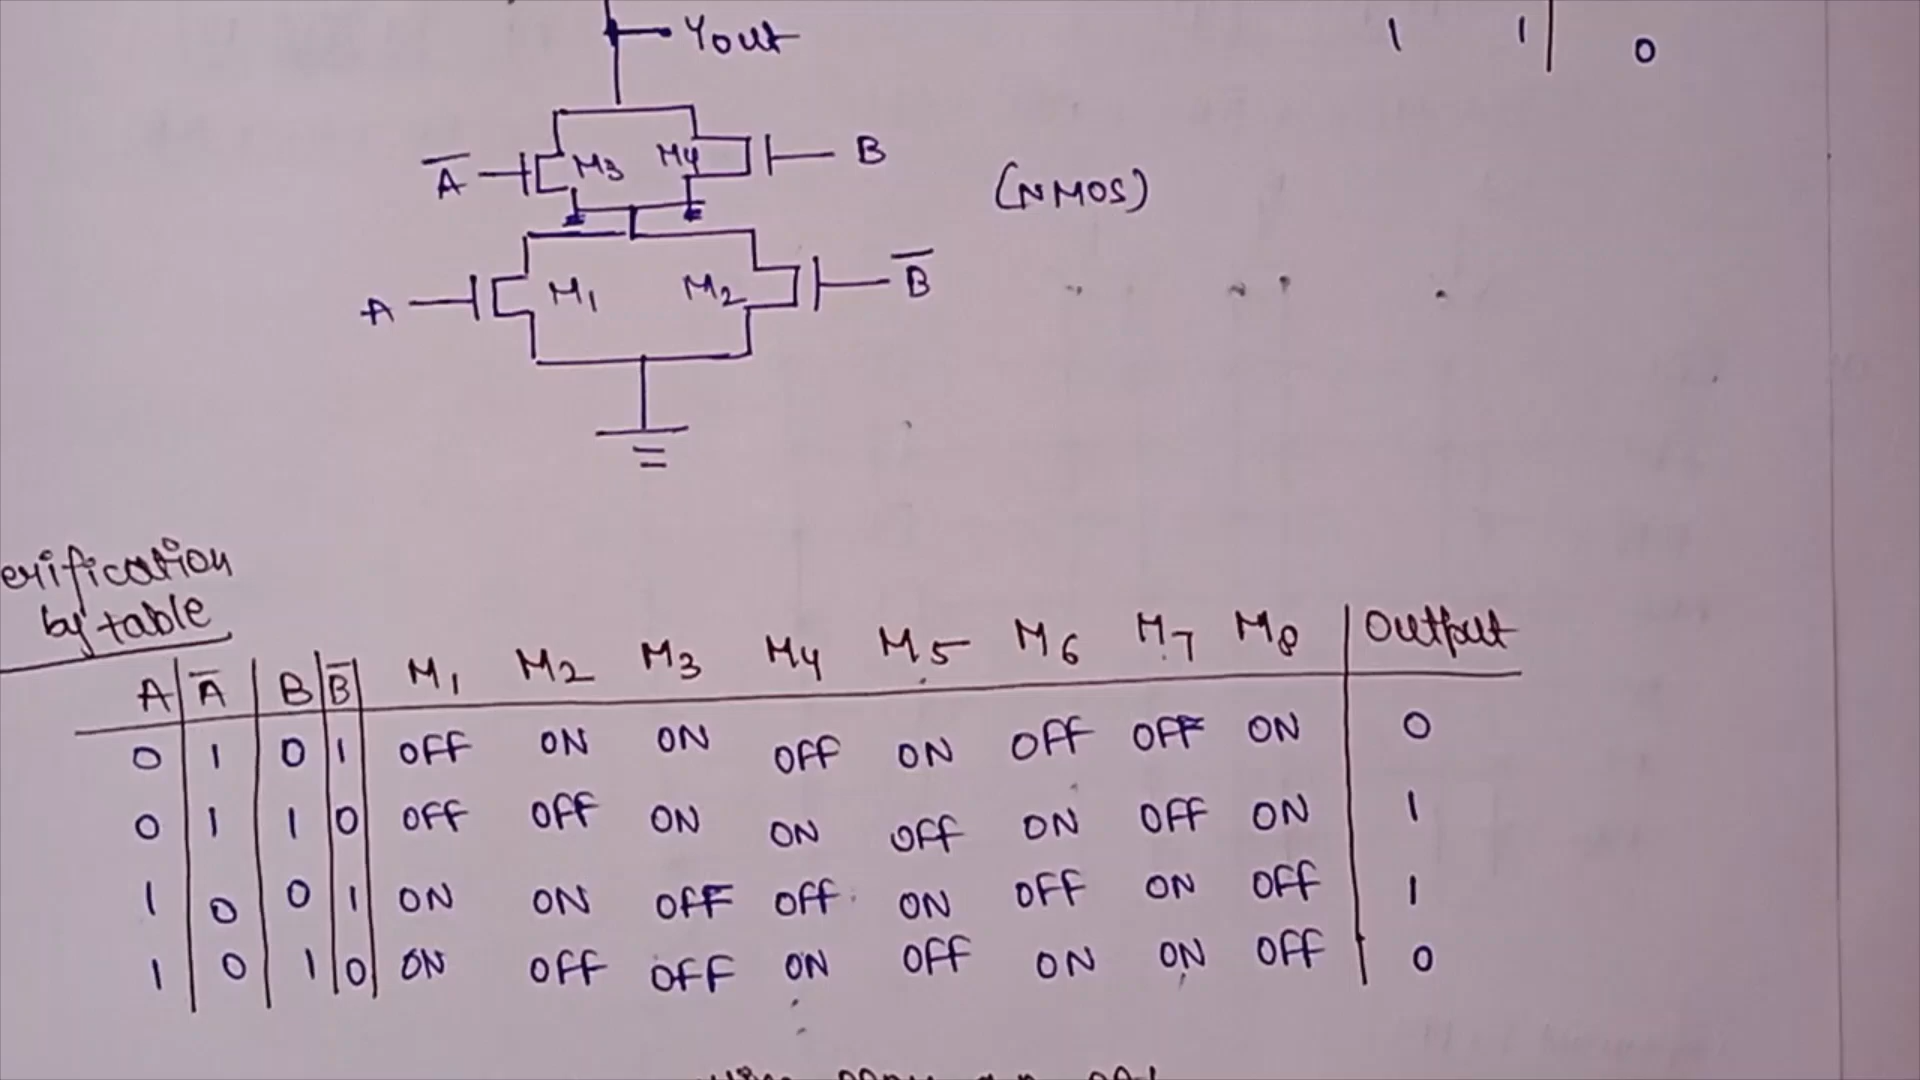 Yout
1 1 0
A̅ M3 M4 B
(NMOS)
A M1 M2 B̅
erification
by table
A A̅ B B̅ M1 M2 M3 M4 M5 M6 M7 M8 Output
0 1 0 1 OFF ON ON OFF ON OFF OFF ON 0
0 1 1 0 OFF OFF ON ON OFF ON OFF ON 1
1 0 0 1 ON ON OFF OFF ON OFF ON OFF 1
1 0 1 0 ON OFF OFF ON OFF ON ON OFF 0